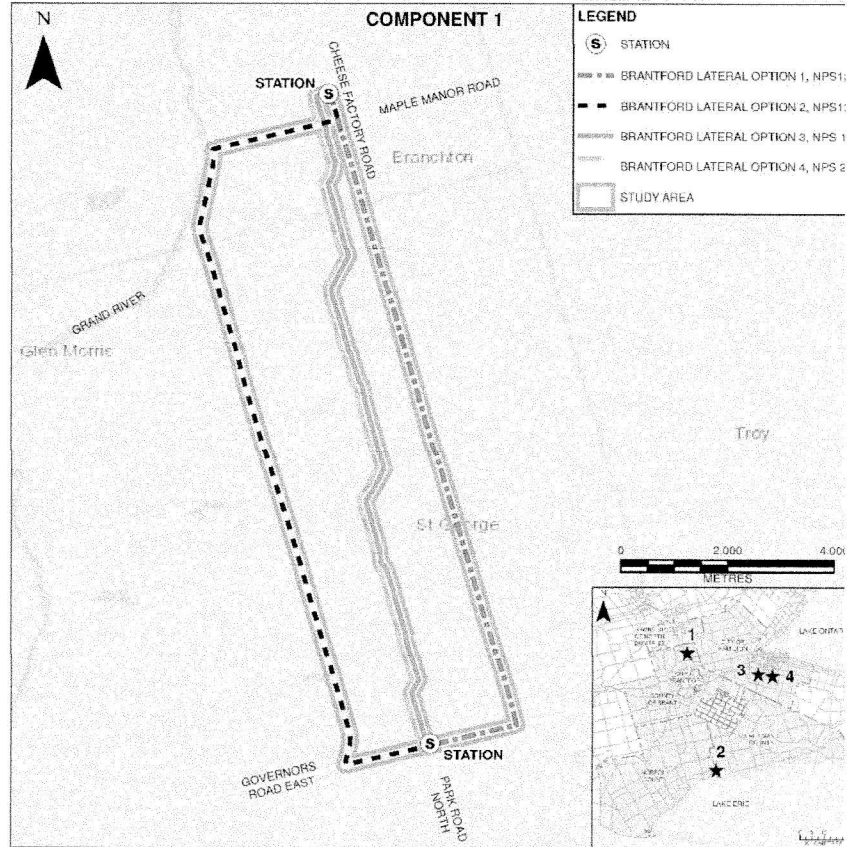 COMPONENT 1
N
LEGEND
S STATION
BRANTFORD LATERAL OPTION 1, NPS1
BRANTFORD LATERAL OPTION 2, NPS1
BRANTFORD LATERAL OPTION 3, NPS 1
BRANTFORD LATERAL OPTION 4, NPS 2
STUDY AREA
STATION
S
CHEESE FACTORY ROAD
MAPLE MANOR ROAD
Branchton
GRAND RIVER
Glen Morris
Troy
St George
0 2,000 4,000
METRES
S
STATION
GOVERNORS ROAD EAST
PARK ROAD NORTH
N
1
LAKE ONTAR
3
4
2
LAKE ERIE